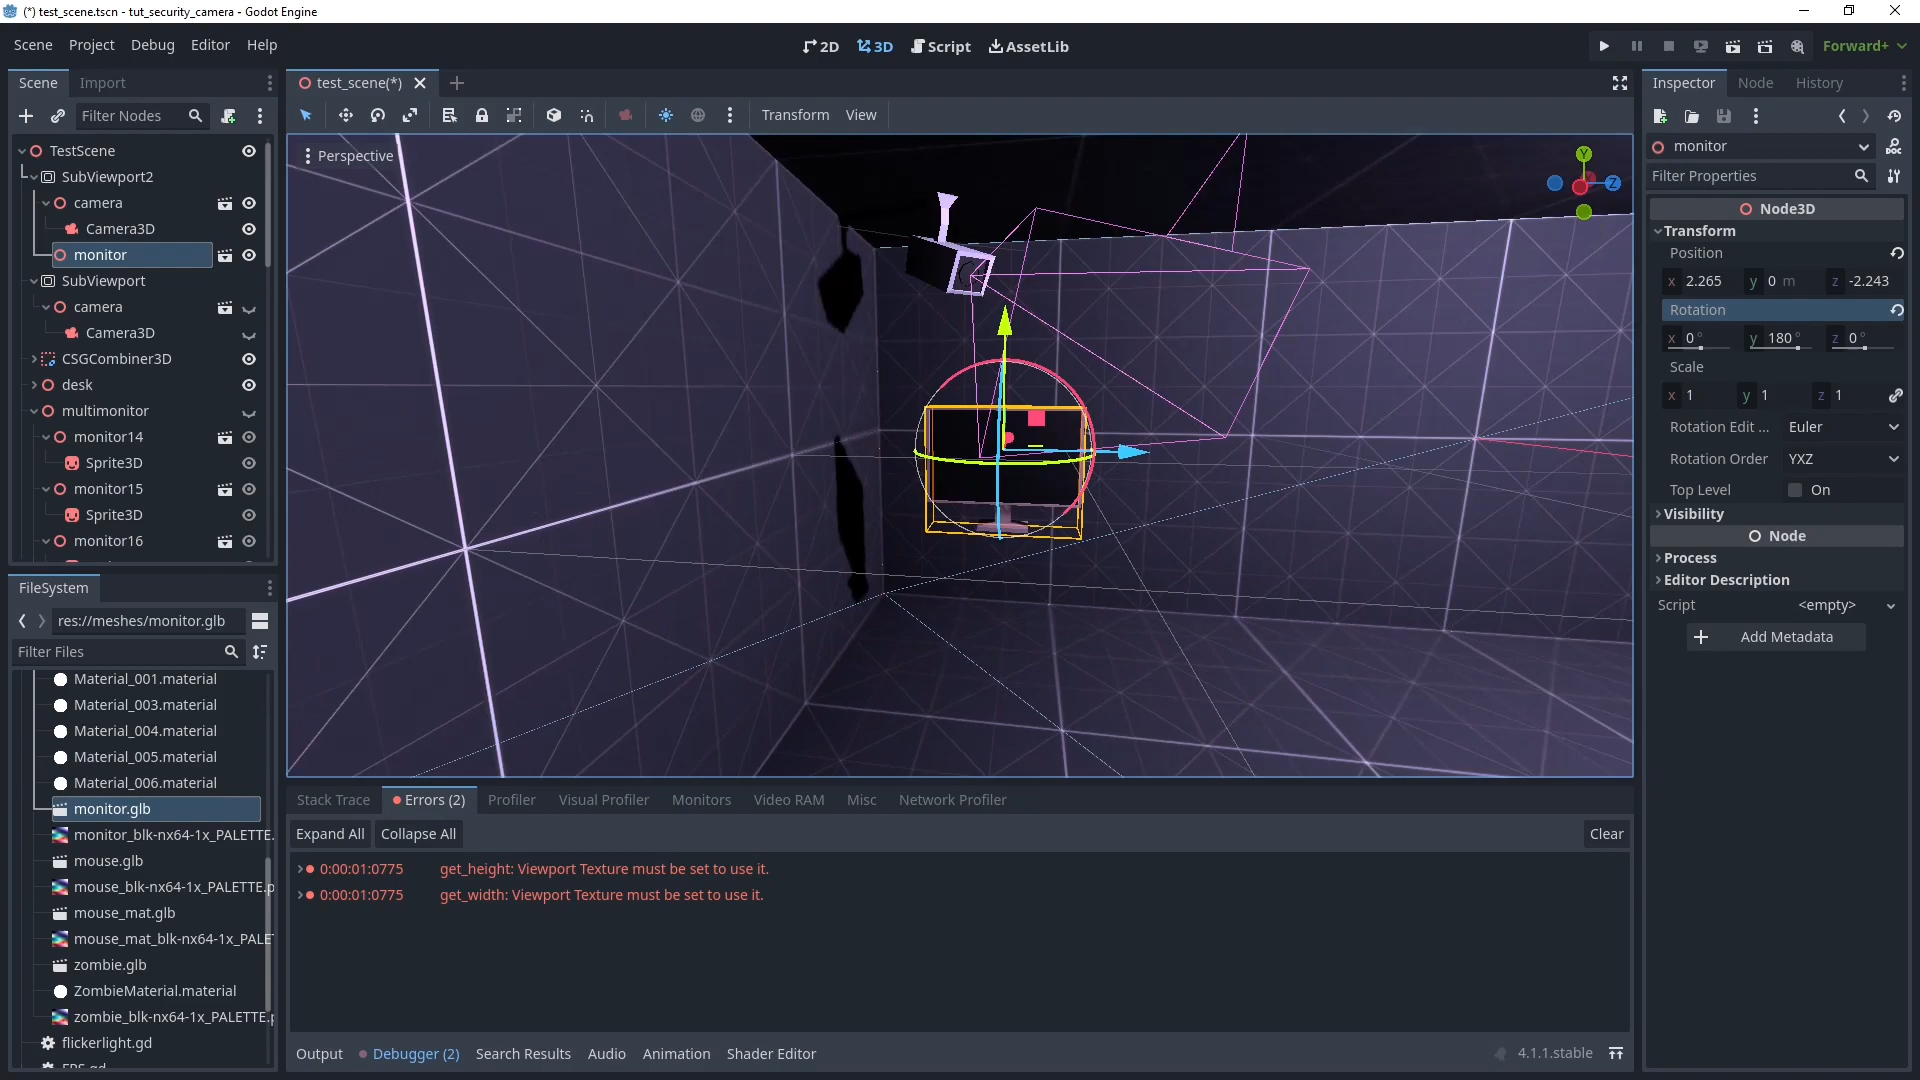 (*) test_scene.tscn - tut_security_camera - Godot Engine
Scene Project Debug Editor Help
2D 3D Script AssetLib
Forward+
Scene Import
Filter Nodes
TestScene
SubViewport2
camera
Camera3D
monitor
SubViewport
camera
Camera3D
CSGCombiner3D
desk
multimonitor
monitor14
Sprite3D
monitor15
Sprite3D
monitor16
FileSystem
res://meshes/monitor.glb
Filter Files
Material_001.material
Material_003.material
Material_004.material
Material_005.material
Material_006.material
monitor.glb
monitor_blk-nx64-1x_PALETTE.
mouse.glb
mouse_blk-nx64-1x_PALETTE.p
mouse_mat.glb
mouse_mat_blk-nx64-1x_PALE
zombie.glb
ZombieMaterial.material
zombie_blk-nx64-1x_PALETTE.p
flickerlight.gd
test_scene(*)
Transform View
Perspective
Y
Z
Stack Trace Errors (2) Profiler Visual Profiler Monitors Video RAM Misc Network Profiler
Expand All Collapse All Clear
0:00:01:0775 get_height: Viewport Texture must be set to use it.
0:00:01:0775 get_width: Viewport Texture must be set to use it.
Output Debugger (2) Search Results Audio Animation Shader Editor
4.1.1.stable
Inspector Node History
monitor
Filter Properties
Node3D
Transform
Position
x 2.265 y 0 m z -2.243
Rotation
x 0° y 180° z 0°
Scale
x 1 y 1 z 1
Rotation Edit ... Euler
Rotation Order YXZ
Top Level On
Visibility
Node
Process
Editor Description
Script <empty>
Add Metadata